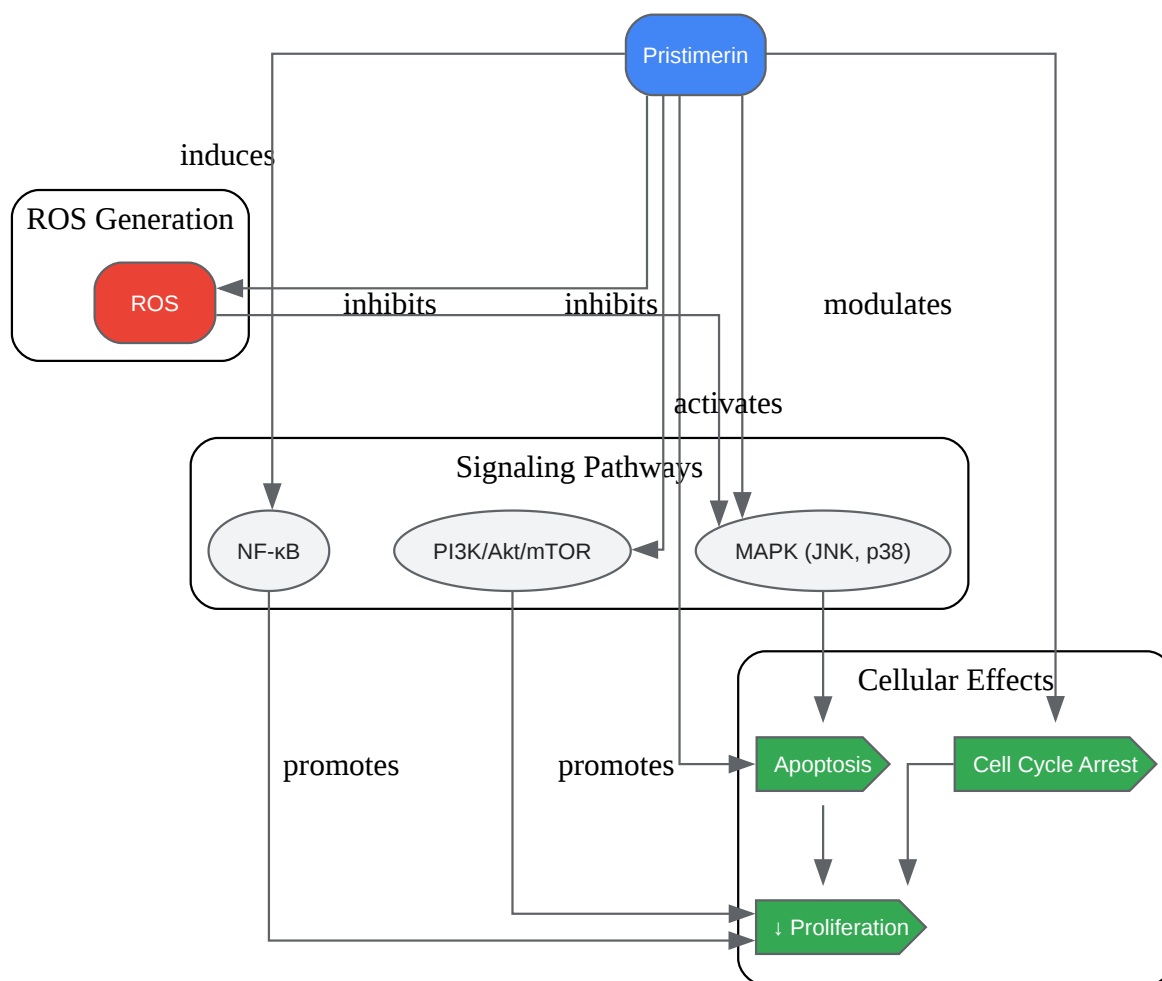 Pristimerin
induces
ROS Generation
ROS
inhibits
inhibits
modulates
activates
Signaling Pathways
NF-κB
PI3K/Akt/mTOR
MAPK (JNK, p38)
Cellular Effects
promotes
promotes
Apoptosis
Cell Cycle Arrest
↓ Proliferation